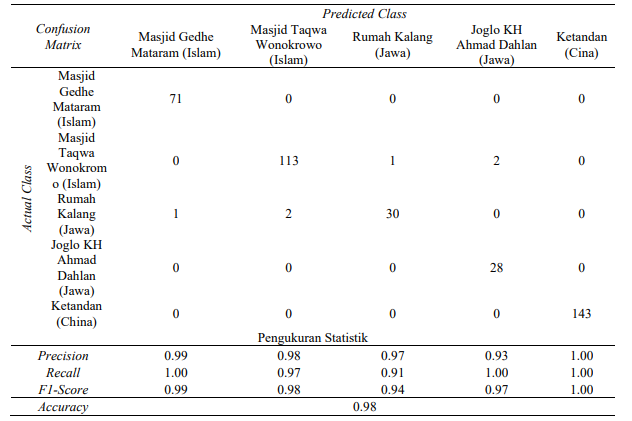 Confusion Matrix
Predicted Class
Masjid Gedhe Mataram (Islam)
Masjid Taqwa Wonokrowo (Islam)
Rumah Kalang (Jawa)
Joglo KH Ahmad Dahlan (Jawa)
Ketandan (Cina)
Actual Class
Masjid Gedhe Mataram (Islam) 71 0 0 0 0
Masjid Taqwa Wonokrom o (Islam) 0 113 1 2 0
Rumah Kalang (Jawa) 1 2 30 0 0
Joglo KH Ahmad Dahlan (Jawa) 0 0 0 28 0
Ketandan (China) 0 0 0 0 143
Pengukuran Statistik
Precision 0.99 0.98 0.97 0.93 1.00
Recall 1.00 0.97 0.91 1.00 1.00
F1-Score 0.99 0.98 0.94 0.97 1.00
Accuracy 0.98